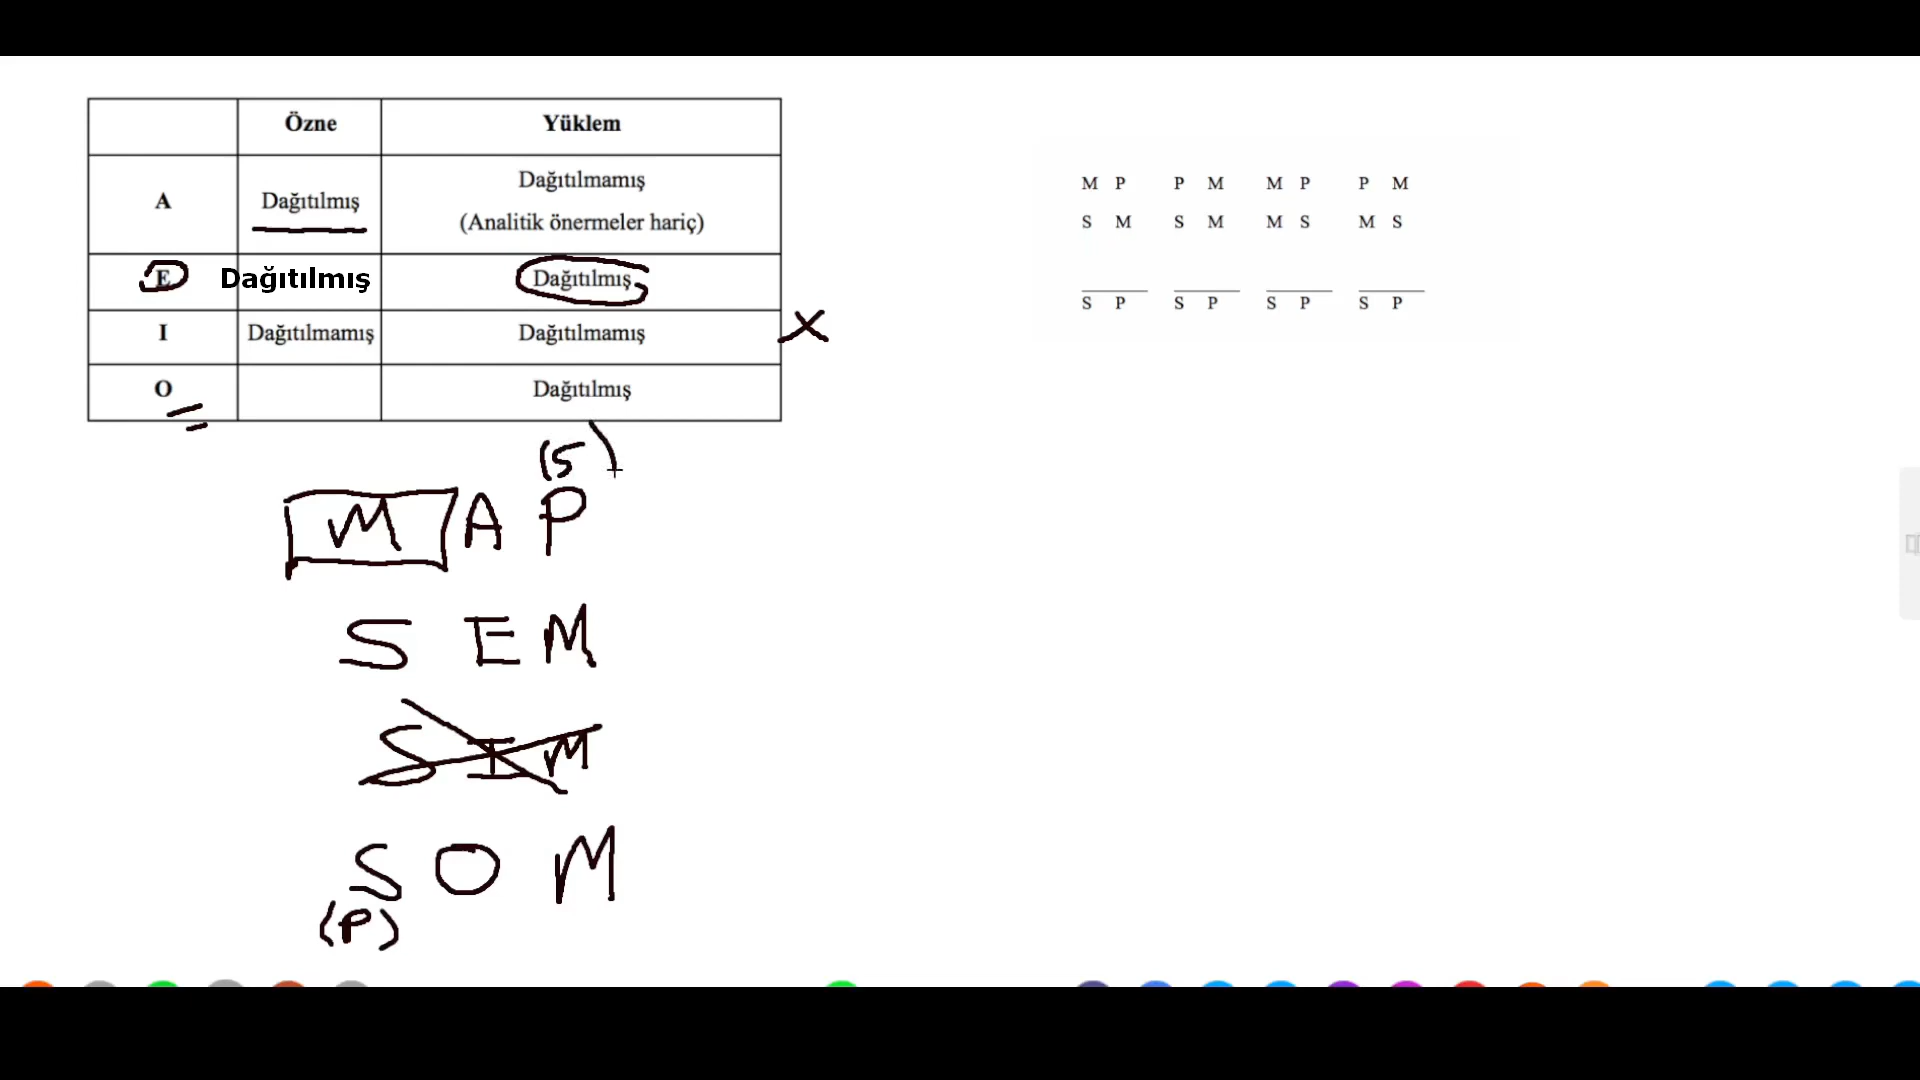 Özne Yüklem
A Dağıtılmış Dağıtılmamış
(Analitik önermeler hariç)
E Dağıtılmış Dağıtılmış
I Dağıtılmamış Dağıtılmamış
O Dağıtılmış
M P P M M P P M
S M S M M S M S
S P S P S P S P
(S)
M A P
S E M
S I M
S O M
(P)